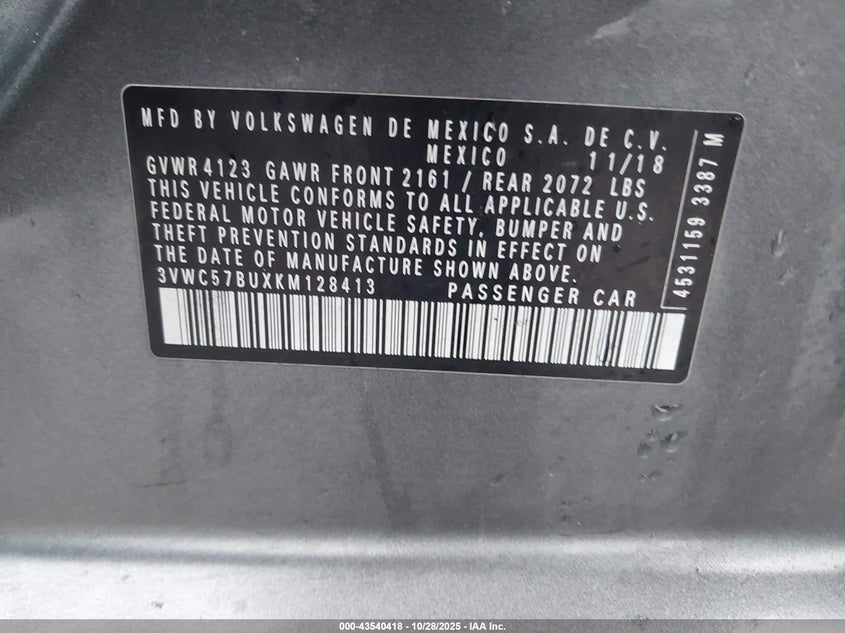 MFD BY VOLKSWAGEN DE MEXICO S.A. DE C.V.
MEXICO 11/18
GVWR 4123 GAWR FRONT 2161 / REAR 2072 LBS
THIS VEHICLE CONFORMS TO ALL APPLICABLE U.S.
FEDERAL MOTOR VEHICLE SAFETY, BUMPER AND
THEFT PREVENTION STANDARDS IN EFFECT ON
THE DATE OF MANUFACTURE SHOWN ABOVE.
3VWC57BUXKM128413 PASSENGER CAR
4531159 3387 M
000-43540418 | 10/28/2025 - IAA Inc.